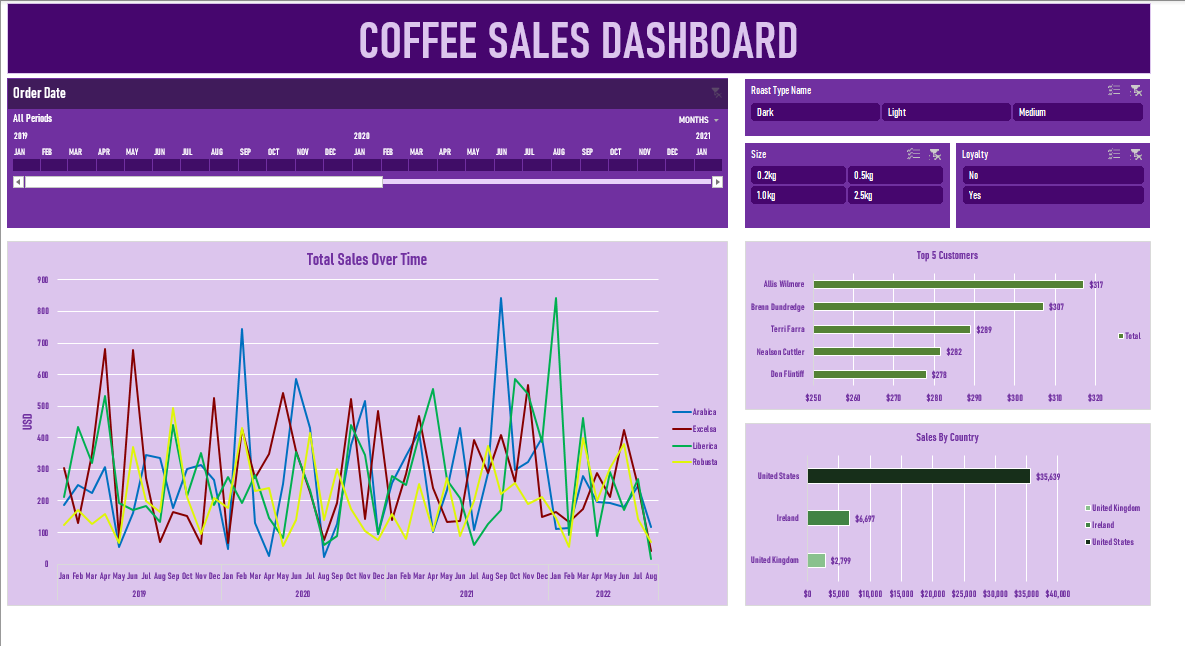 COFFEE SALES DASHBOARD
Order Date
All Periods
MONTHS
2019 2020 2021
JAN FEB MAR APR MAY JUN JUL AUG SEP OCT NOV DEC JAN FEB MAR APR MAY JUN JUL AUG SEP OCT NOV DEC JAN
Roast Type Name
Dark Light Medium
Size
0.2kg 0.5kg
1.0kg 2.5kg
Loyalty
No
Yes
Total Sales Over Time
900
800
700
600
500
400
300
200
100
0
USD
Jan Feb Mar Apr May Jun Jul Aug Sep Oct Nov Dec Jan Feb Mar Apr May Jun Jul Aug Sep Oct Nov Dec Jan Feb Mar Apr May Jun Jul Aug Sep Oct Nov Dec Jan Feb Mar Apr May Jun Jul Aug
2019 2020 2021 2022
Arabica
Excelsa
Liberica
Robusta
Top 5 Customers
Allis Wilmore $317
Brenn Dundredge $307
Terri Farra $289
Nealson Cuttler $282
Don Flintiff $278
$250 $260 $270 $280 $290 $300 $310 $320
Total
Sales By Country
United States $35,639
Ireland $6,697
United Kingdom $2,799
$0 $5,000 $10,000 $15,000 $20,000 $25,000 $30,000 $35,000 $40,000
United Kingdom
Ireland
United States